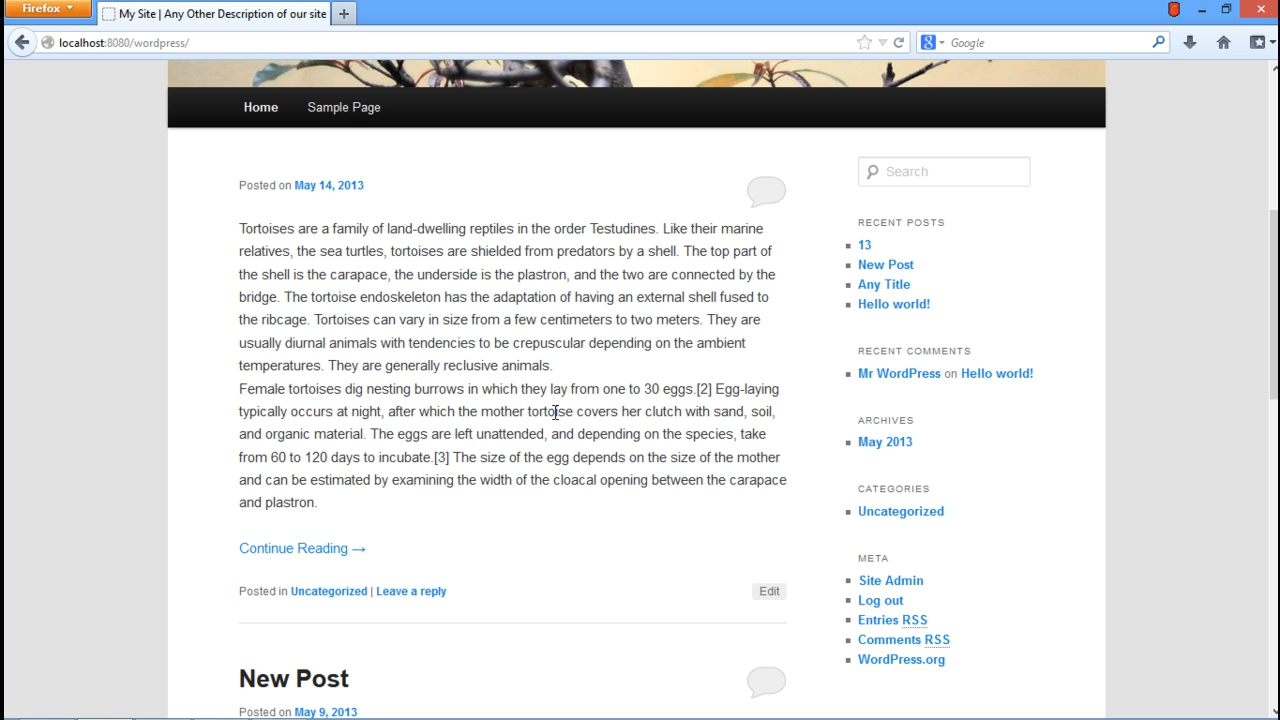 Firefox
My Site | Any Other Description of our site
localhost:8080/wordpress/
Google
Home
Sample Page
Posted on May 14, 2013
Tortoises are a family of land-dwelling reptiles in the order Testudines. Like their marine
relatives, the sea turtles, tortoises are shielded from predators by a shell. The top part of
the shell is the carapace, the underside is the plastron, and the two are connected by the
bridge. The tortoise endoskeleton has the adaptation of having an external shell fused to
the ribcage. Tortoises can vary in size from a few centimeters to two meters. They are
usually diurnal animals with tendencies to be crepuscular depending on the ambient
temperatures. They are generally reclusive animals.
Female tortoises dig nesting burrows in which they lay from one to 30 eggs.[2] Egg-laying
typically occurs at night, after which the mother tortoise covers her clutch with sand, soil,
and organic material. The eggs are left unattended, and depending on the species, take
from 60 to 120 days to incubate.[3] The size of the egg depends on the size of the mother
and can be estimated by examining the width of the cloacal opening between the carapace
and plastron.
Continue Reading →
Posted in Uncategorized | Leave a reply
Edit
New Post
Posted on May 9, 2013
Search
RECENT POSTS
13
New Post
Any Title
Hello world!
RECENT COMMENTS
Mr WordPress on Hello world!
ARCHIVES
May 2013
CATEGORIES
Uncategorized
META
Site Admin
Log out
Entries RSS
Comments RSS
WordPress.org